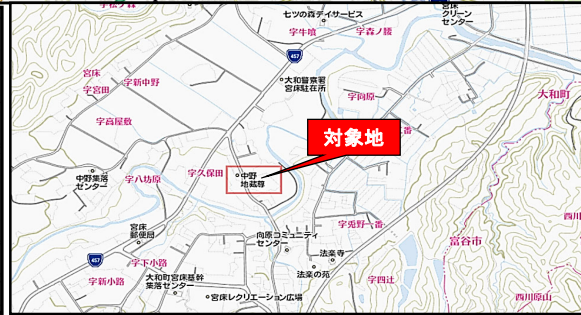 七ツの森デイサービス
宮床
クリーン
センター
字牛喰
字森ノ腰
457
宮床
字宮田
字新中野
大和警察署
宮床駐在所
字向原
大和町
字高屋敷
対象地
中野集落
センター
字八坊原
字久保田
中野
地蔵尊
宮床
郵便局
向原コミュニティ
センター
字兎野一番
富谷市
西川
457
字下小路
法楽寺
字新小路
大和町宮床基幹
集落センター
法楽の苑
字四辻
宮床レクリエーション広場
西川原山